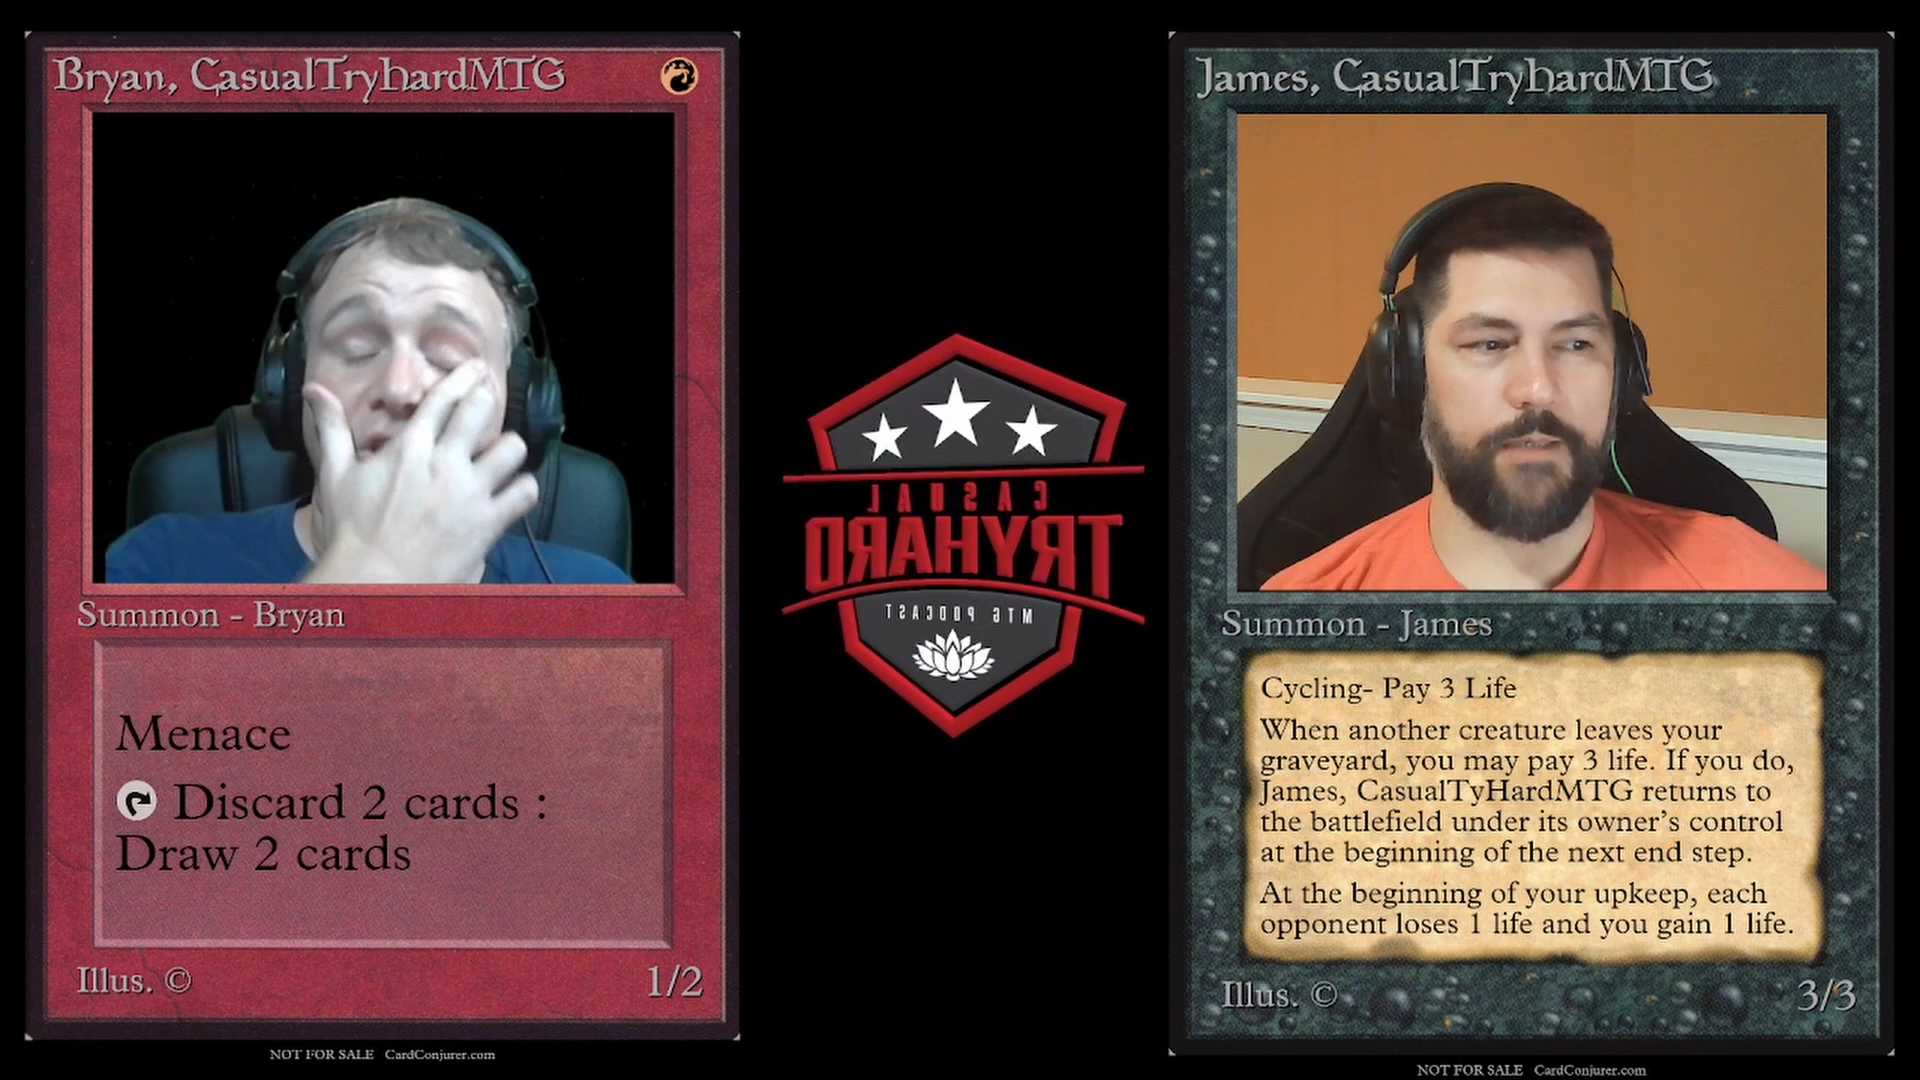 Bryan, CasualTryhardMTG
Summon - Bryan
Menace
Discard 2 cards :
Draw 2 cards
Illus. ©
1/2
NOT FOR SALE CardConjurer.com
CASUAL
TRYHARD
MTG PODCAST
James, CasualTryhardMTG
Summon - James
Cycling- Pay 3 Life
When another creature leaves your
graveyard, you may pay 3 life. If you do,
James, CasualTyHardMTG returns to
the battlefield under its owner's control
at the beginning of the next end step.
At the beginning of your upkeep, each
opponent loses 1 life and you gain 1 life.
Illus. ©
3/3
NOT FOR SALE CardConjurer.com